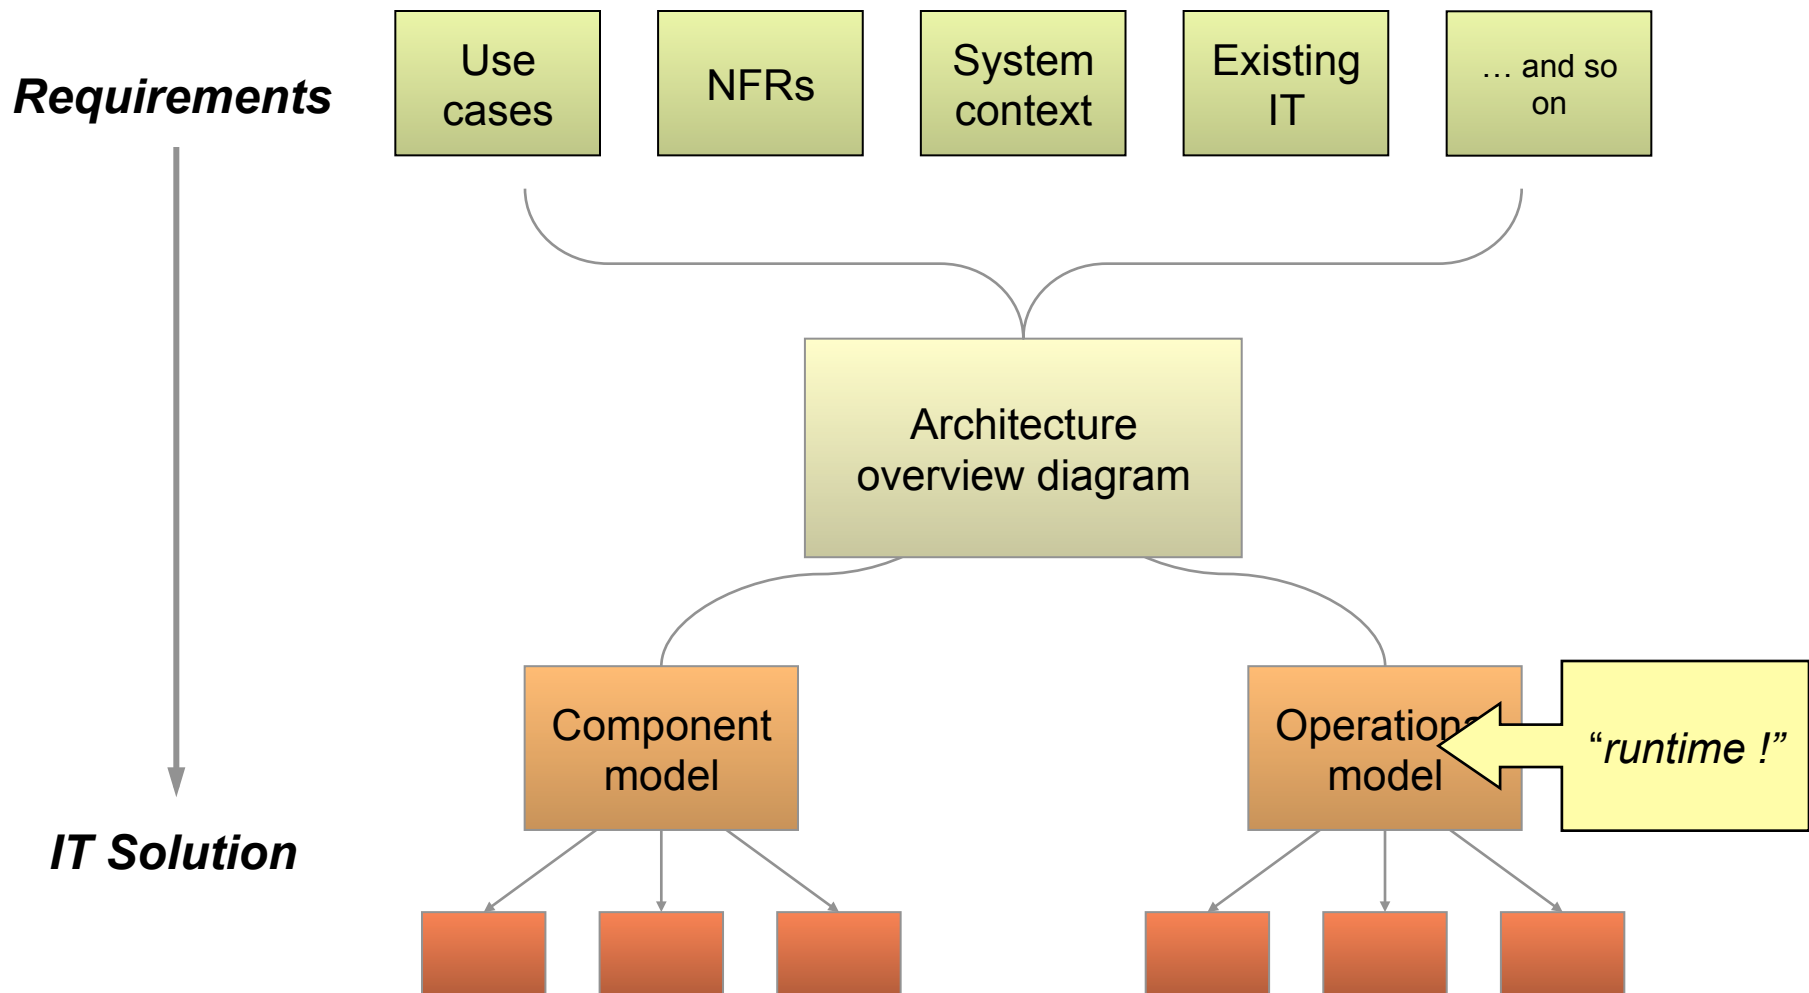 Requirements
Use
cases
NFRs
System
context
Existing
IT
… and so
on
Architecture
overview diagram
Component
model
Operationa
model
“runtime !”
IT Solution